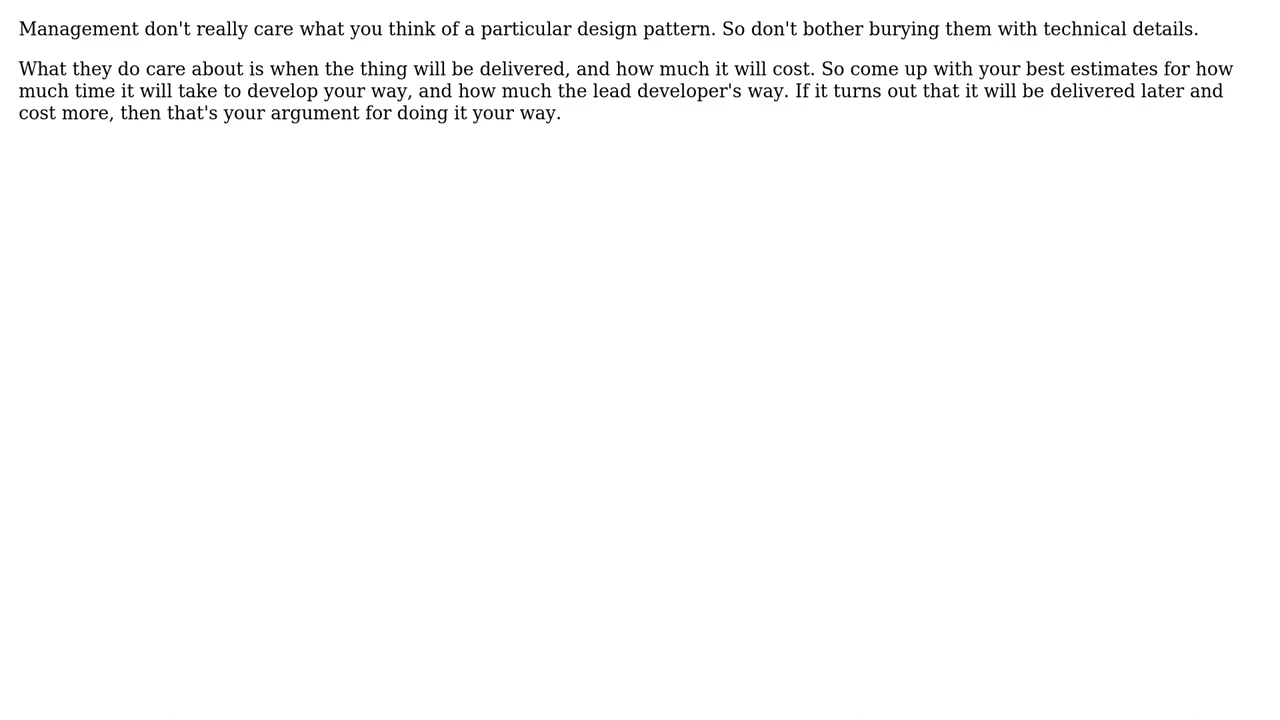 Management don't really care what you think of a particular design pattern. So don't bother burying them with technical details.
What they do care about is when the thing will be delivered, and how much it will cost. So come up with your best estimates for how
much time it will take to develop your way, and how much the lead developer's way. If it turns out that it will be delivered later and
cost more, then that's your argument for doing it your way.